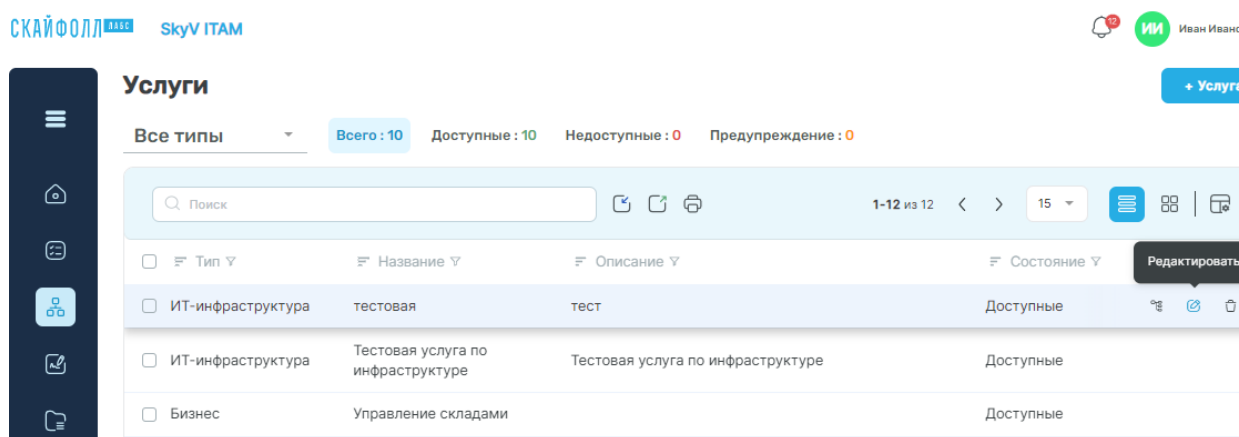 СКАЙФОЛЛ ЛАБС SkyV ITAM 12 ИИ Иван Ивано
Услуги + Услуга
Все типы Всего : 10 Доступные : 10 Недоступные : 0 Предупреждение : 0
Поиск 1-12 из 12 15
Тип Название Описание Состояние Редактировать
ИТ-инфраструктура тестовая тест Доступные
ИТ-инфраструктура Тестовая услуга по инфраструктуре Тестовая услуга по инфраструктуре Доступные
Бизнес Управление складами Доступные